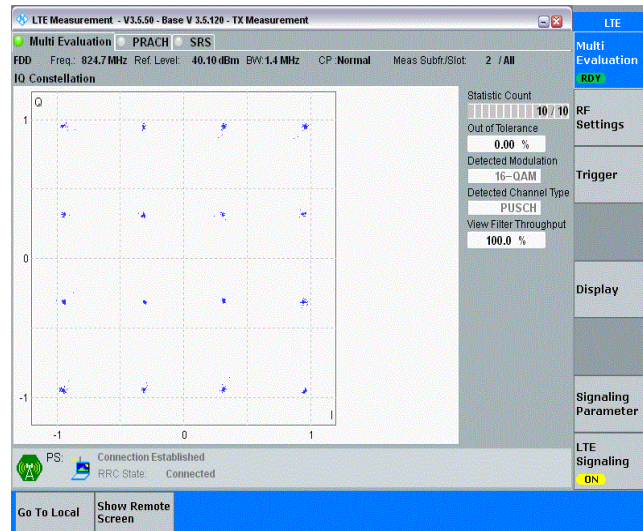 LTE Measurement - V3.5.50 - Base V 3.5.120 - TX Measurement
LTE
Multi Evaluation PRACH SRS
FDD Freq.: 824.7 MHz Ref. Level: 40.10 dBm BW: 1.4 MHz CP :Normal Meas Subfr./Slot: 2 / All
IQ Constellation
Q
1
0
-1
-1 0 1
I
Statistic Count
10 / 10
Out of Tolerance
0.00 %
Detected Modulation
16-QAM
Detected Channel Type
PUSCH
View Filter Throughput
100.0 %
PS: Connection Established
RRC State: Connected
Multi
Evaluation
RDY
RF
Settings
Trigger
Display
Signaling
Parameter
LTE
Signaling
ON
Go To Local
Show Remote
Screen